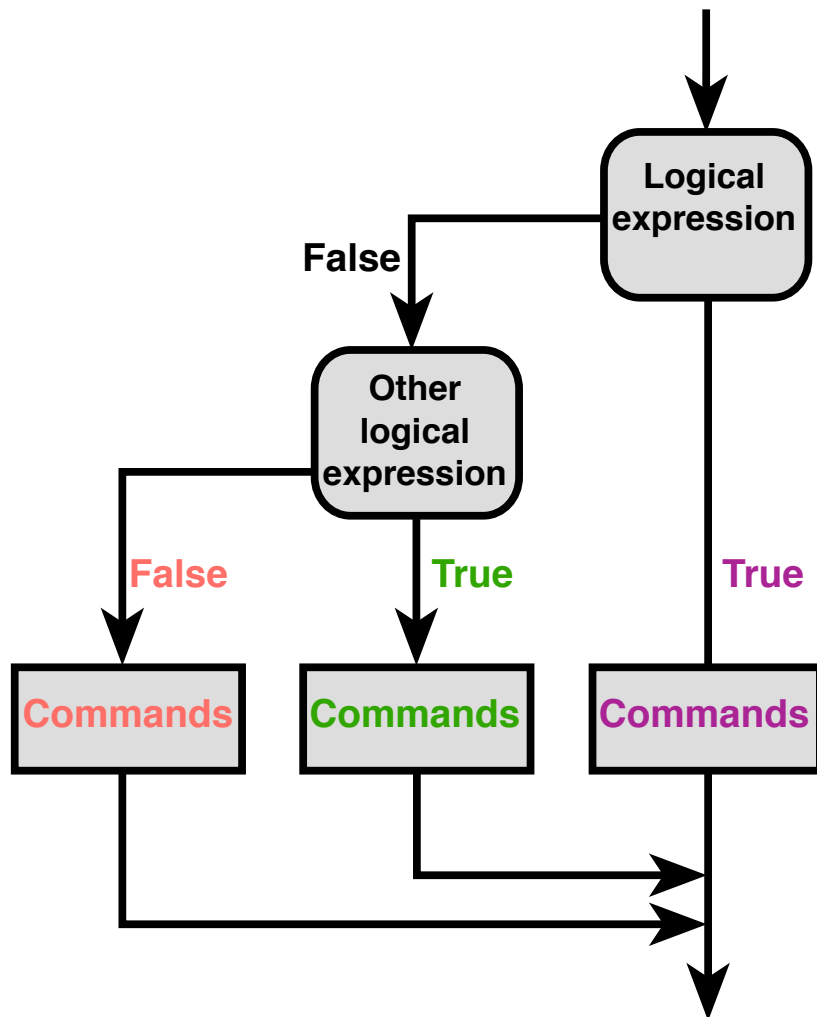 Logical
expression
False
Other
logical
expression
False
True
True
Commands
Commands
Commands